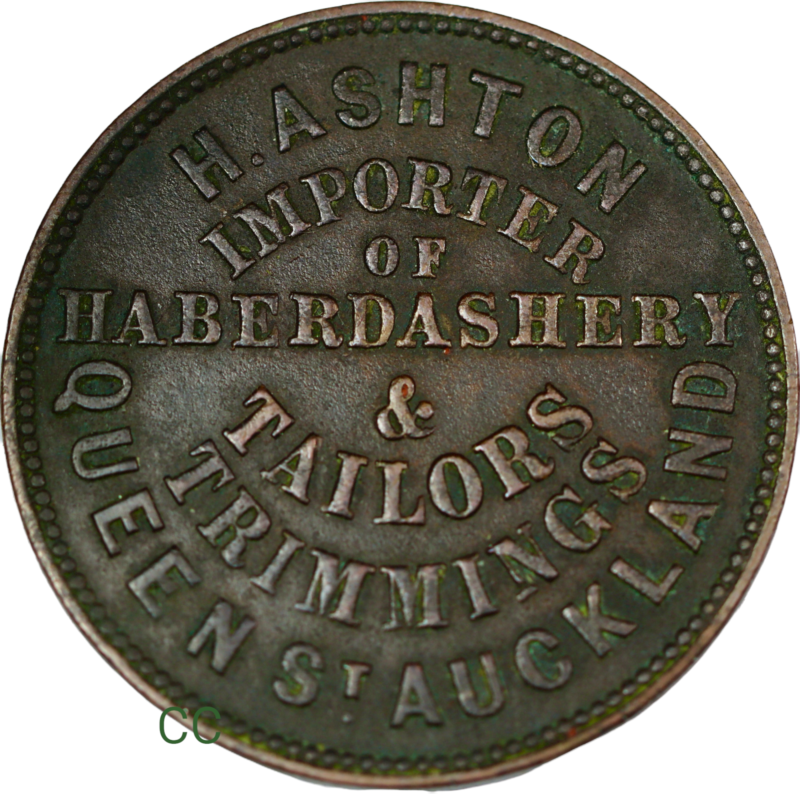 H. ASHTON
IMPORTER
OF
HABERDASHERY
&
TAILORS
TRIMMINGS
QUEEN ST AUCKLAND
CC